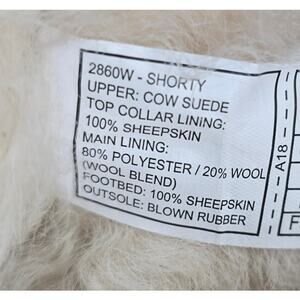 2860W - SHORTY
UPPER: COW SUEDE
TOP COLLAR LINING:
100% SHEEPSKIN
MAIN LINING:
80% POLYESTER / 20% WOOL
(WOOL BLEND)
FOOTBED: 100% SHEEPSKIN
OUTSOLE: BLOWN RUBBER
A18